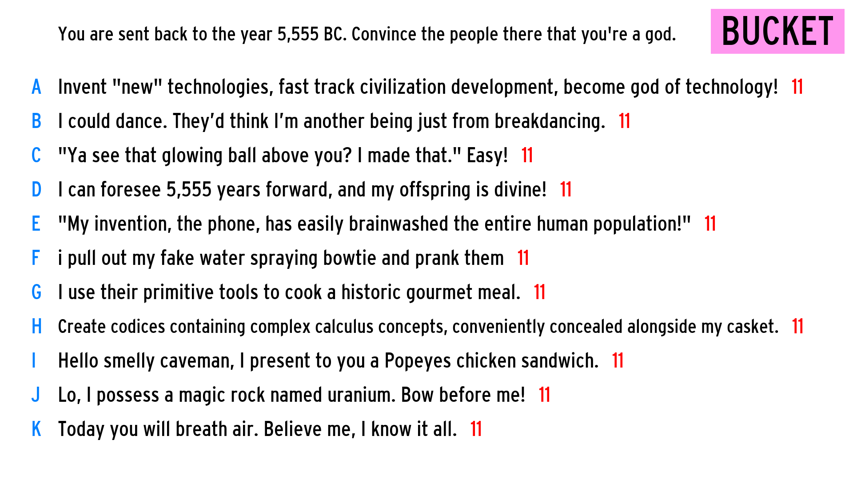 You are sent back to the year 5,555 BC. Convince the people there that you're a god.
BUCKET
A Invent "new" technologies, fast track civilization development, become god of technology! 11
B I could dance. They’d think I’m another being just from breakdancing. 11
C "Ya see that glowing ball above you? I made that." Easy! 11
D I can foresee 5,555 years forward, and my offspring is divine! 11
E "My invention, the phone, has easily brainwashed the entire human population!" 11
F i pull out my fake water spraying bowtie and prank them 11
G I use their primitive tools to cook a historic gourmet meal. 11
H Create codices containing complex calculus concepts, conveniently concealed alongside my casket. 11
I Hello smelly caveman, I present to you a Popeyes chicken sandwich. 11
J Lo, I possess a magic rock named uranium. Bow before me! 11
K Today you will breath air. Believe me, I know it all. 11